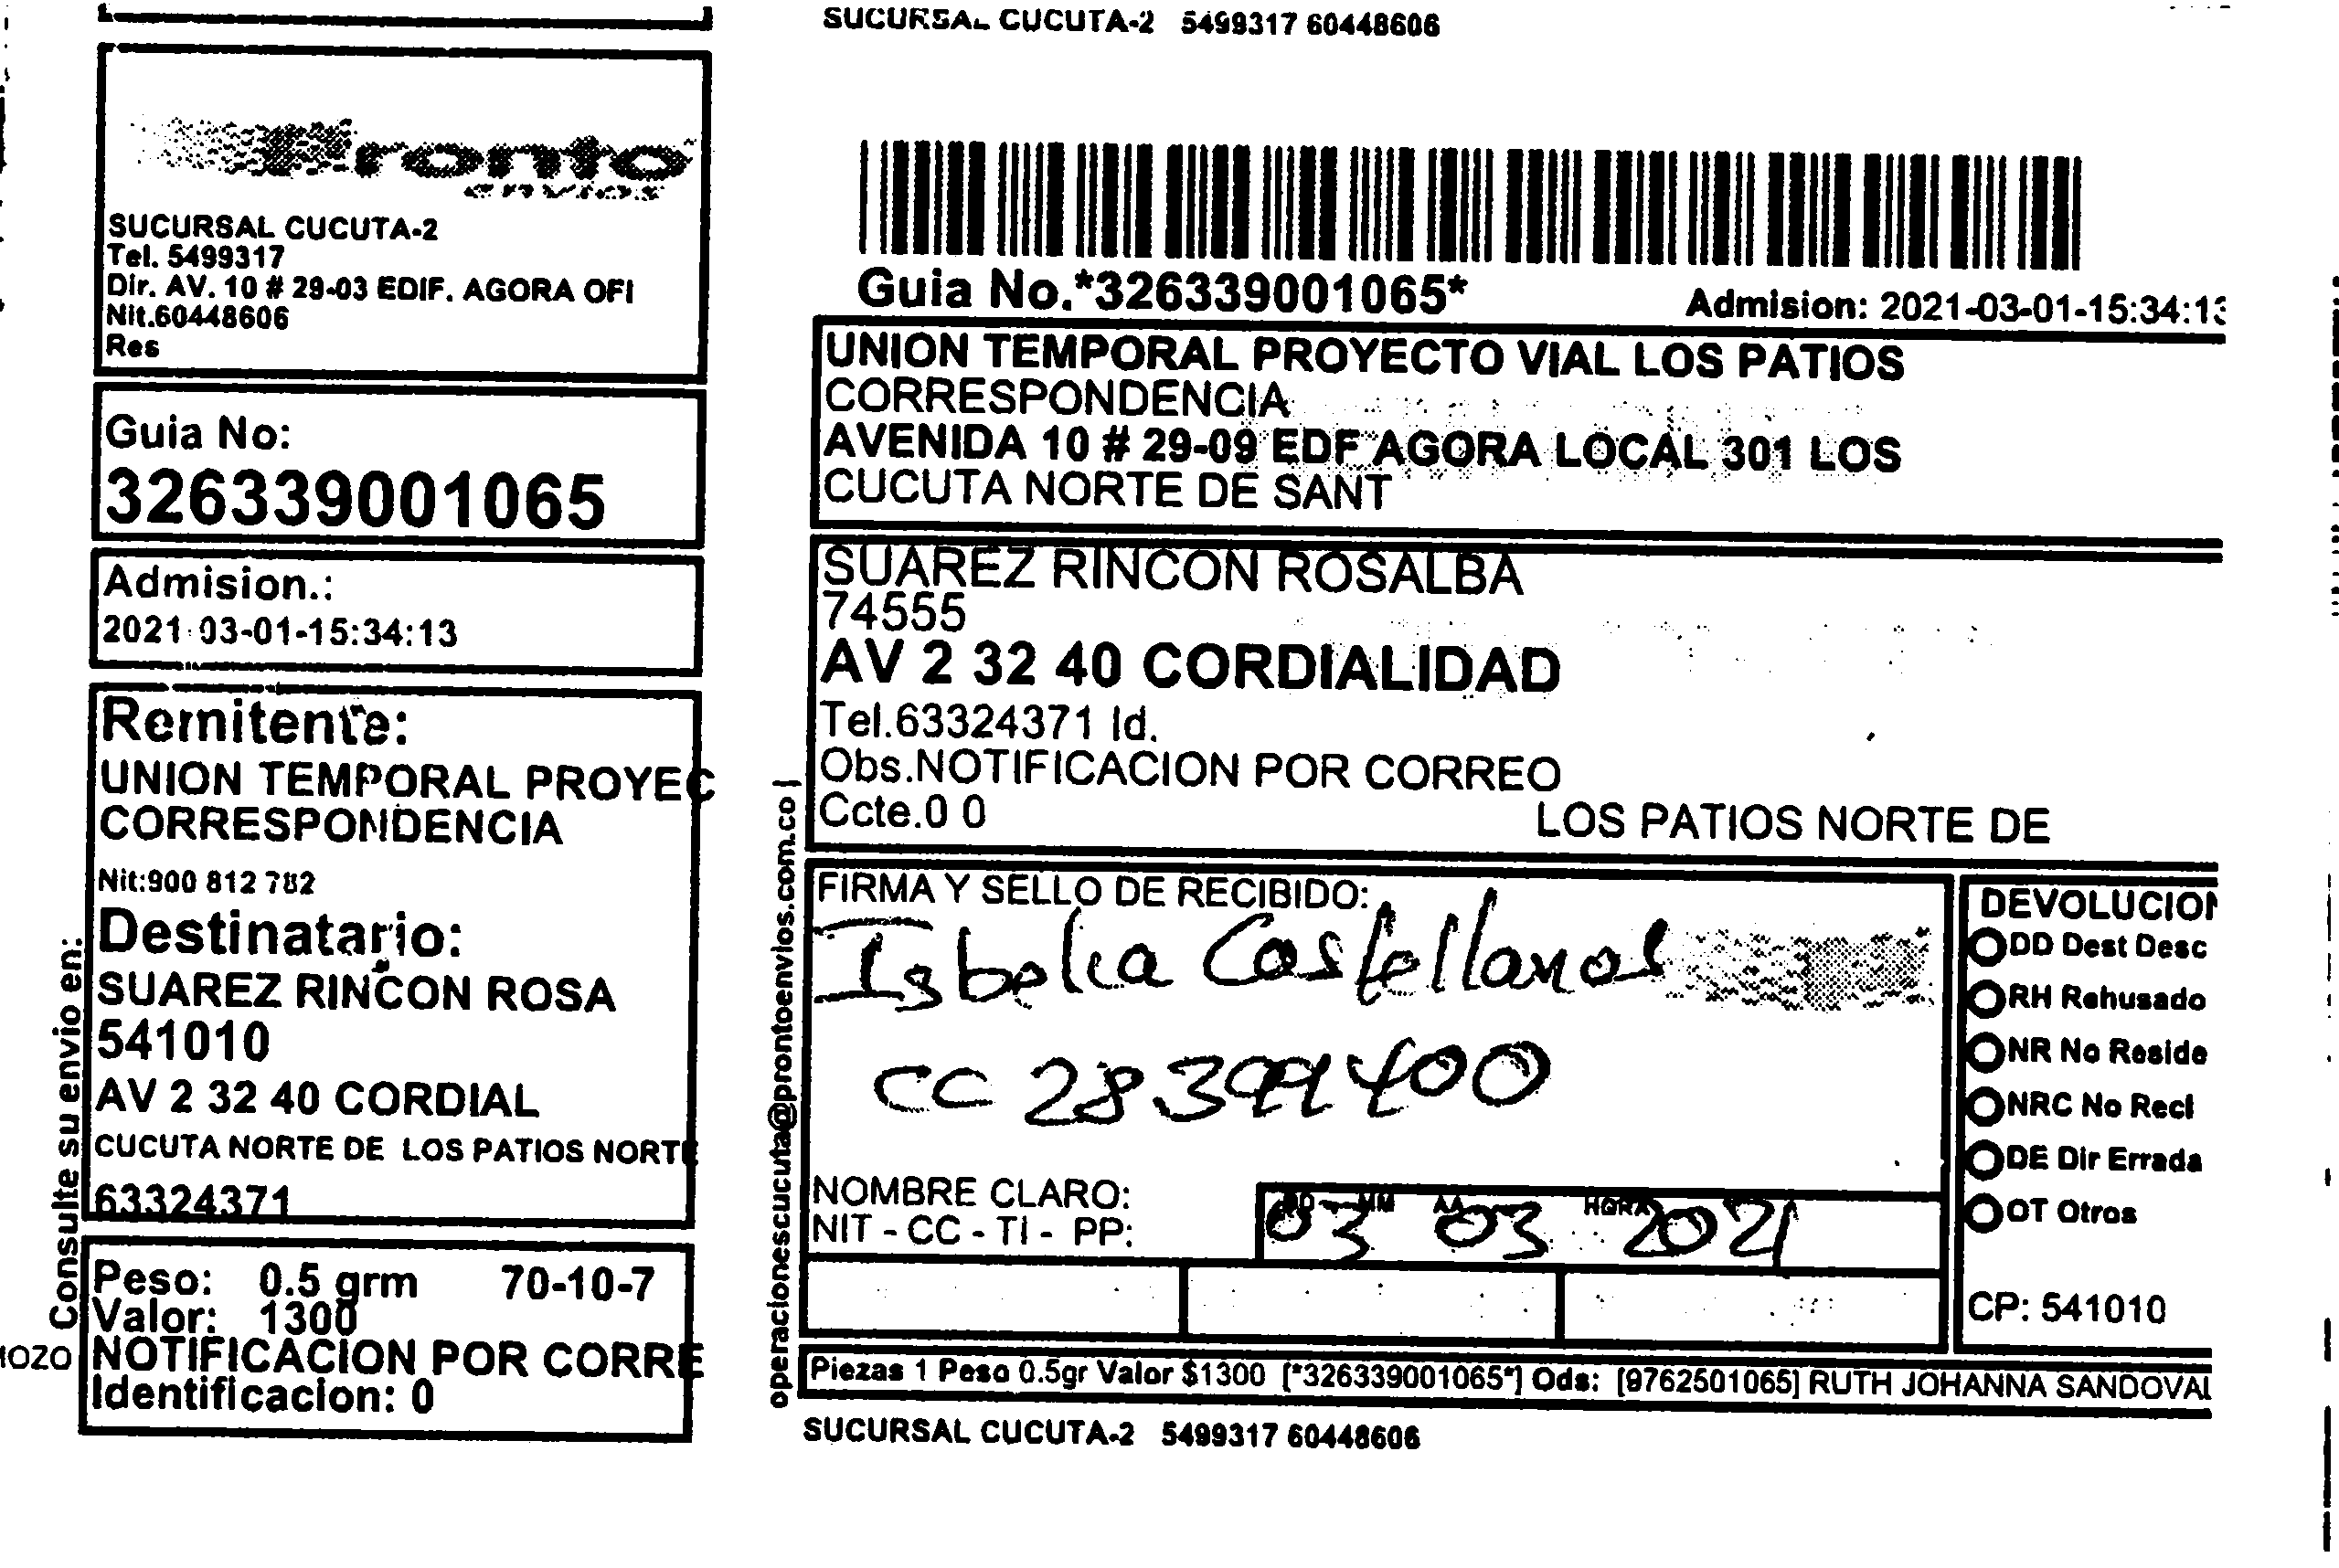 SUCURSAL CUCUTA-2 5499317 60448606
Pronto
envios
SUCURSAL CUCUTA-2
Tel. 5499317
Dir. AV. 10 # 29-03 EDIF. AGORA OFI
Nit.60448606
Res
Guia No:
326339001065
Admision.:
2021-03-01-15:34:13
Remitente:
UNION TEMPORAL PROYEC
CORRESPONDENCIA
Nit:900 812 782
Destinatario:
SUAREZ RINCON ROSA
541010
AV 2 32 40 CORDIAL
CUCUTA NORTE DE LOS PATIOS NORTE
63324371
Peso: 0.5 grm 70-10-7
Valor: 1300
NOTIFICACION POR CORRE
Identificacion: 0
Consulte su envio en:
operacionescucuta@prontoenvios.com.co |
Guia No.*326339001065*
Admision: 2021-03-01-15:34:13
UNION TEMPORAL PROYECTO VIAL LOS PATIOS
CORRESPONDENCIA
AVENIDA 10 # 29-09 EDF AGORA LOCAL 301 LOS
CUCUTA NORTE DE SANT
SUAREZ RINCON ROSALBA
74555
AV 2 32 40 CORDIALIDAD
Tel.63324371 Id.
Obs.NOTIFICACION POR CORREO
Ccte.0 0
LOS PATIOS NORTE DE
FIRMA Y SELLO DE RECIBIDO:
Castellanos
CC 28399400
NOMBRE CLARO:
NIT - CC - TI - PP:
DD MM AA HORA
03 03 2021
DEVOLUCION
DD Dest Desc
RH Rehusado
NR No Reside
NRC No Reci
DE Dir Errada
OT Otros
CP: 541010
Piezas 1 Peso 0.5gr Valor $1300 [*326339001065*] Ods: [9762501065] RUTH JOHANNA SANDOVAL
SUCURSAL CUCUTA-2 5499317 60448606